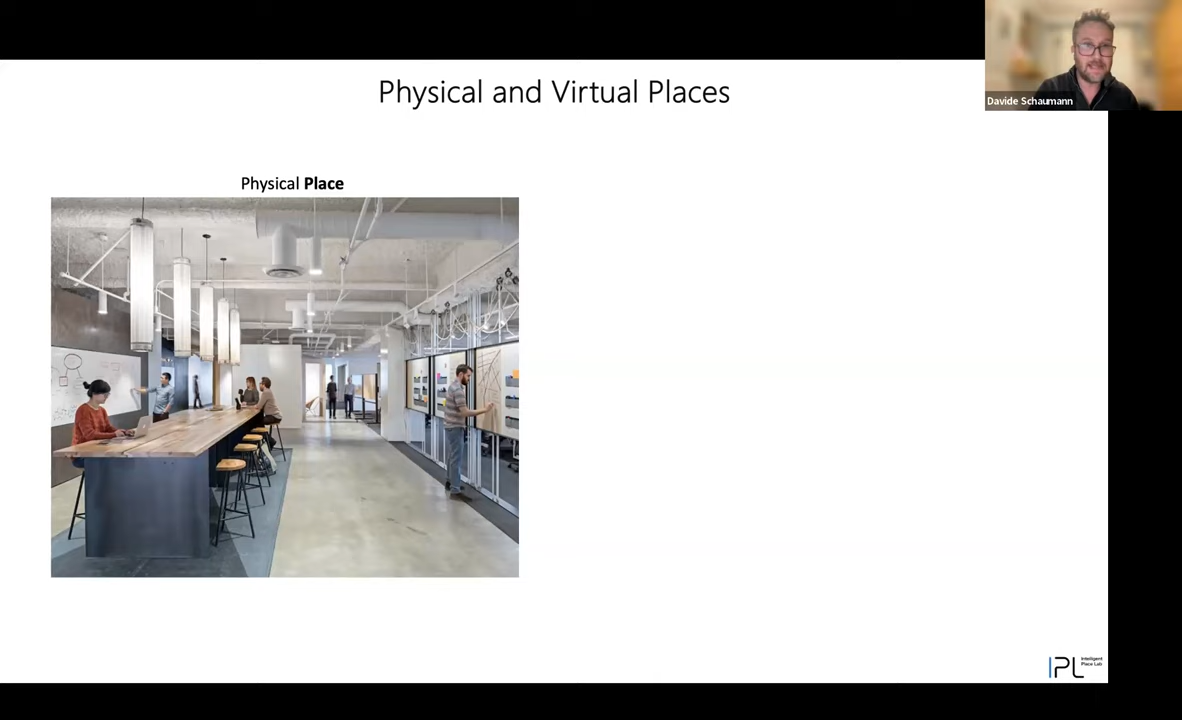 Physical and Virtual Places
Davide Schaumann
Physical Place
IPL
Intelligent
Place Lab